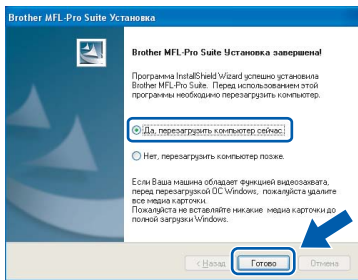 Brother MFL-Pro Suite Установка
Brother MFL-Pro Suite Установка завершена!
Программа InstallShield Wizard успешно установила
Brother MFL-Pro Suite. Перед использованием этой
программы необходимо перезагрузить компьютер.
Да, перезагрузить компьютер сейчас.
Нет, перезагрузить компьютер позже.
Если Ваша машина обладает функцией видеозахвата,
перед перезагрузкой ОС Windows, пожалуйста удалите
все медиа карточки.
Пожалуйста не вставляйте никакие медиа карточки до
полной загрузки Windows.
< Назад Готово Отмена